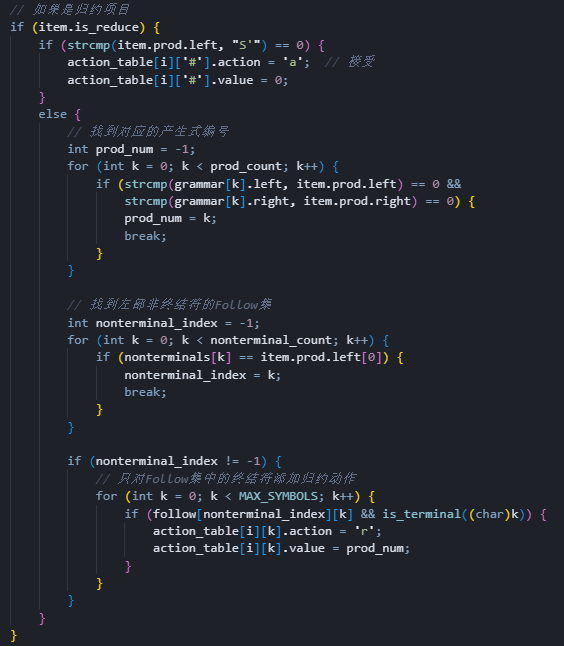 // 如果是归约项目
if (item.is_reduce) {
    if (strcmp(item.prod.left, "S'") == 0) {
        action_table[i]['#'].action = 'a';  // 接受
        action_table[i]['#'].value = 0;
    }
    else {
        // 找到对应的产生式编号
        int prod_num = -1;
        for (int k = 0; k < prod_count; k++) {
            if (strcmp(grammar[k].left, item.prod.left) == 0 &&
                strcmp(grammar[k].right, item.prod.right) == 0) {
                prod_num = k;
                break;
            }
        }

        // 找到左部非终结符的Follow集
        int nonterminal_index = -1;
        for (int k = 0; k < nonterminal_count; k++) {
            if (nonterminals[k] == item.prod.left[0]) {
                nonterminal_index = k;
                break;
            }
        }

        if (nonterminal_index != -1) {
            // 只对Follow集中的终结符添加归约动作
            for (int k = 0; k < MAX_SYMBOLS; k++) {
                if (follow[nonterminal_index][k] && is_terminal((char)k)) {
                    action_table[i][k].action = 'r';
                    action_table[i][k].value = prod_num;
                }
            }
        }
    }
}